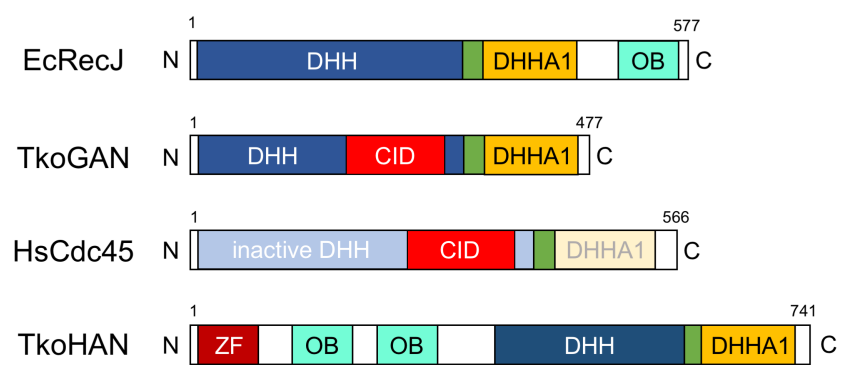 1 577
EcRecJ N DHH DHHA1 OB C
1 477
TkoGAN N DHH CID DHHA1 C
1 566
HsCdc45 N inactive DHH CID DHHA1 C
1 741
TkoHAN N ZF OB OB DHH DHHA1 C